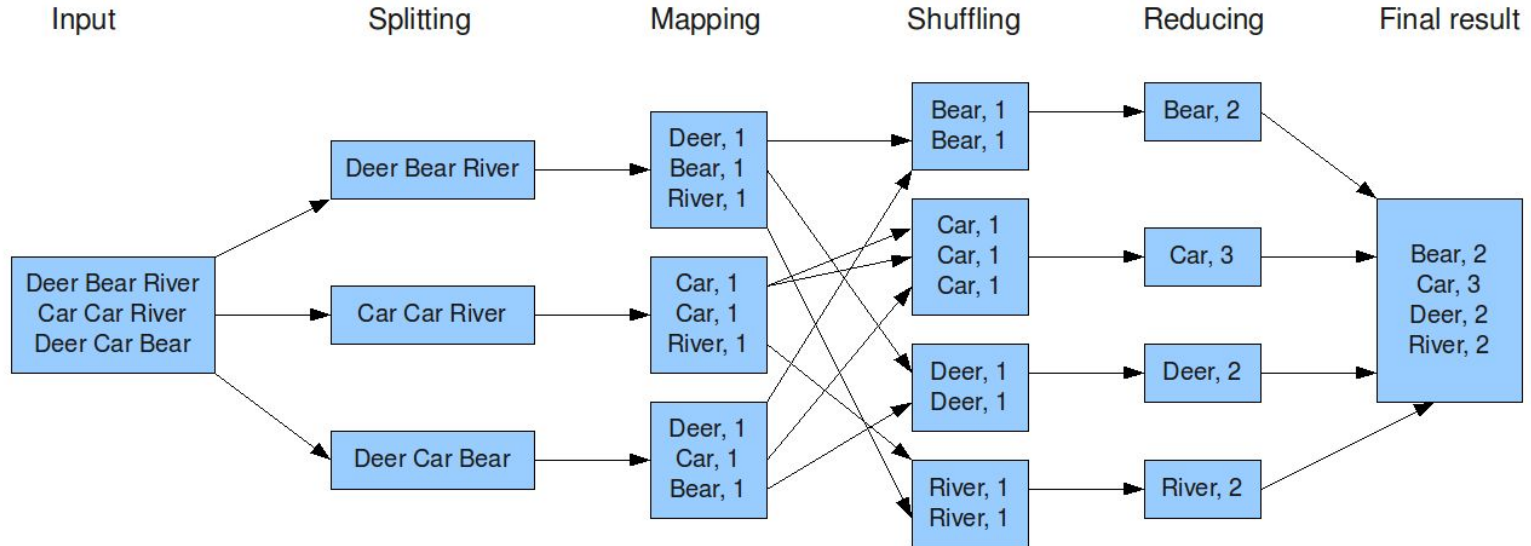 Input
Splitting
Mapping
Shuffling
Reducing
Final result
Deer Bear River
Car Car River
Deer Car Bear
Deer Bear River
Car Car River
Deer Car Bear
Deer, 1
Bear, 1
River, 1
Car, 1
Car, 1
River, 1
Deer, 1
Car, 1
Bear, 1
Bear, 1
Bear, 1
Car, 1
Car, 1
Car, 1
Deer, 1
Deer, 1
River, 1
River, 1
Bear, 2
Car, 3
Deer, 2
River, 2
Bear, 2
Car, 3
Deer, 2
River, 2